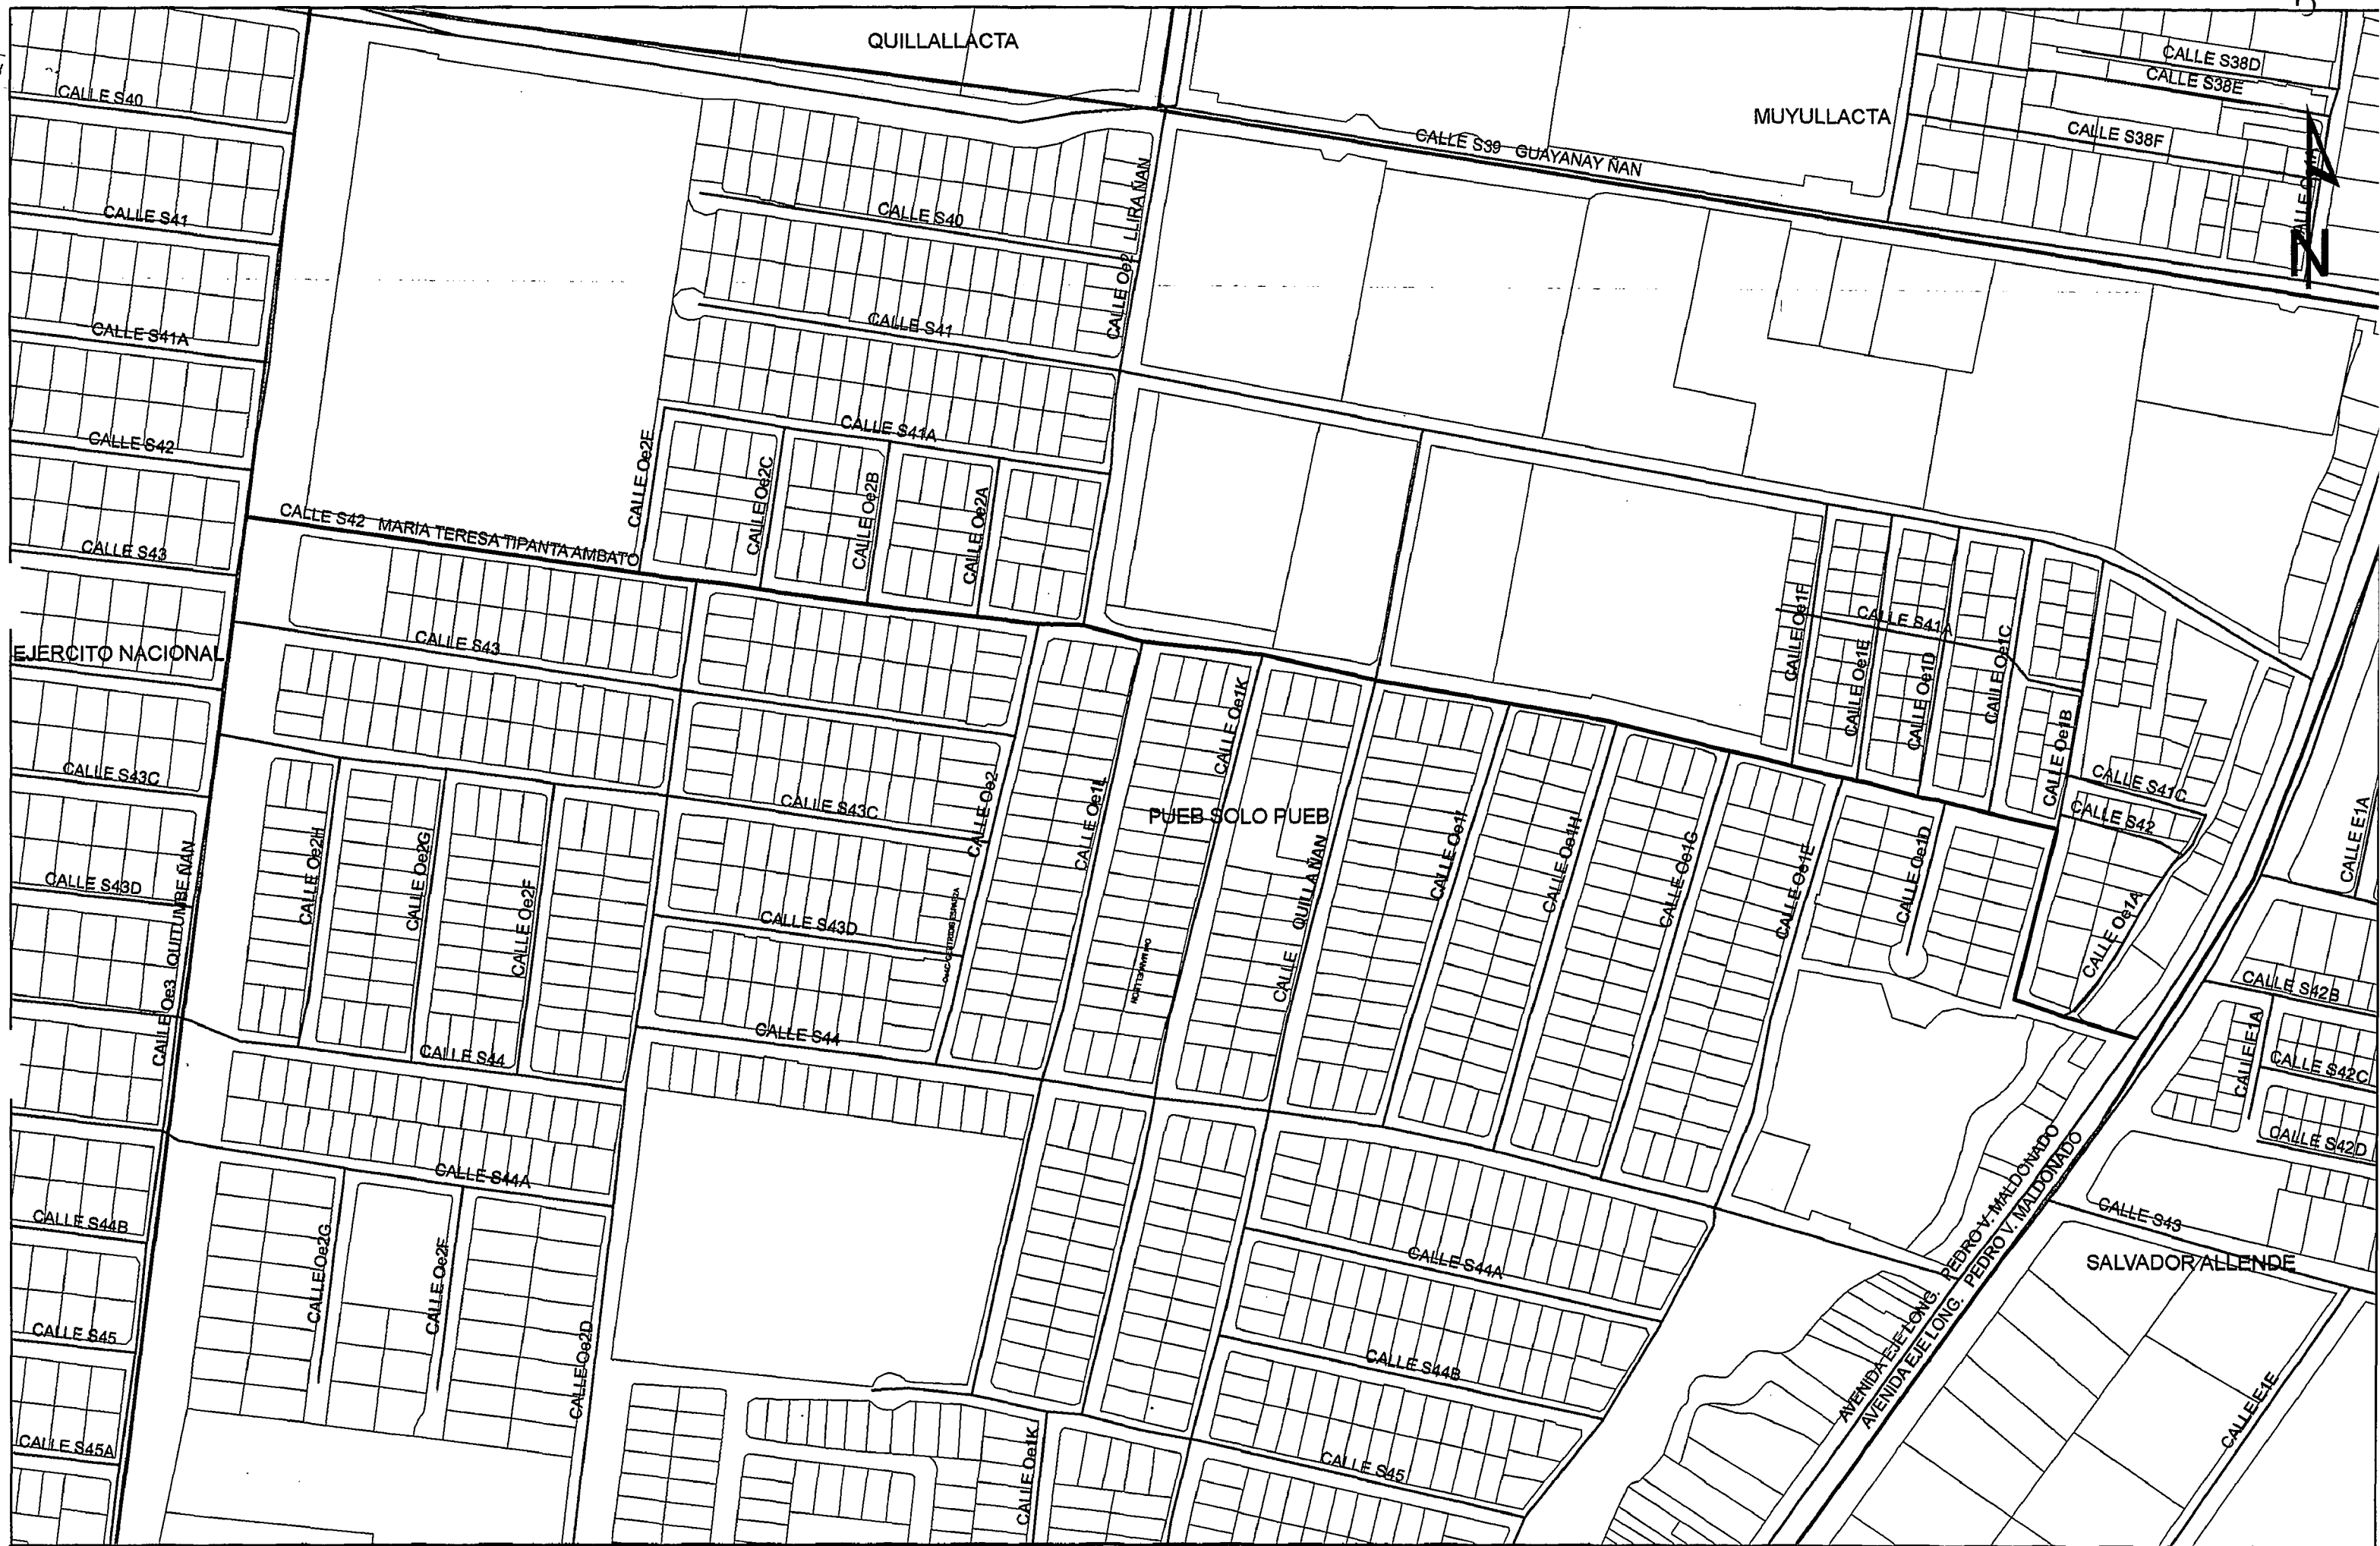 QUILLALLACTA
CALLE S38D
CALLE S38E
CALLE S40
MUYULLACTA
CALLE S38F
CALLE S39 GUAYANAY ÑAN
N
CALLE S41
CALLE S40
CALLE Oe2 LLIRA ÑAN
CALLE S41A
CALLE S41
CALLE S42
CALLE S41A
CALLE Oe2E
CALLE Oe2C
CALLE Oe2B
CALLE Oe2A
CALLE S42 MARIA TERESA TIPANTA AMBATO
CALLE S43
EJERCITO NACIONAL
CALLE S43
CALLE Oe1F
CALLE S41A
CALLE Oe1E
CALLE Oe1D
CALLE Oe1C
CALLE Oe1B
CALLE Oe1K
CALLE S43C
CALLE S43C
CALLE Oe2
CALLE Oe1L
PUEB SOLO PUEB
CALLE S41C
CALLE S42
CALLE E1A
CALLE Oe2H
CALLE Oe2G
CALLE Oe2F
CALLE QUILLA ÑAN
CALLE Oe1I
CALLE Oe1H
CALLE Oe1G
CALLE Oe1E
CALLE Oe1D
CALLE Oe1A
CALLE S43D
CALLE S43D
CALLE Oe3 QUITUMBE ÑAN
CALLE S42B
CALLE S44
CALLE S44
CALLE E1A
CALLE S42C
CALLE S42D
CALLE S44A
CALLE S44B
CALLE S43
CALLE Oe2G
CALLE Oe2F
CALLE S44A
SALVADOR ALLENDE
AVENIDA EJE LONG. PEDRO V. MALDONADO
AVENIDA EJE LONG. PEDRO V. MALDONADO
CALLE S45
CALLE Oe2D
CALLE S44B
CALLE E1E
CALLE S45A
CALLE Oe1K
CALLE S45